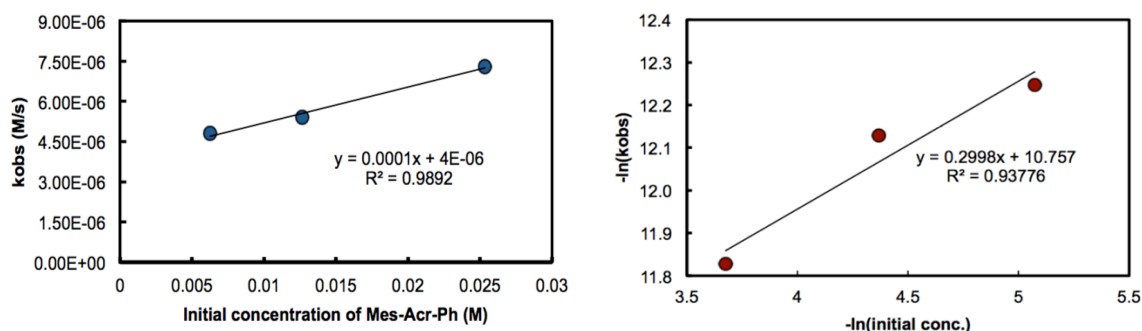 9.00E-06
7.50E-06
6.00E-06
4.50E-06
3.00E-06
1.50E-06
0.00E+00
kobs (M/s)
y = 0.0001x + 4E-06
R² = 0.9892
0 0.005 0.01 0.015 0.02 0.025 0.03
Initial concentration of Mes-Acr-Ph (M)
12.4
12.3
12.2
12.1
12.0
11.9
11.8
-ln(kobs)
y = 0.2998x + 10.757
R² = 0.93776
3.5 4 4.5 5 5.5
-ln(initial conc.)